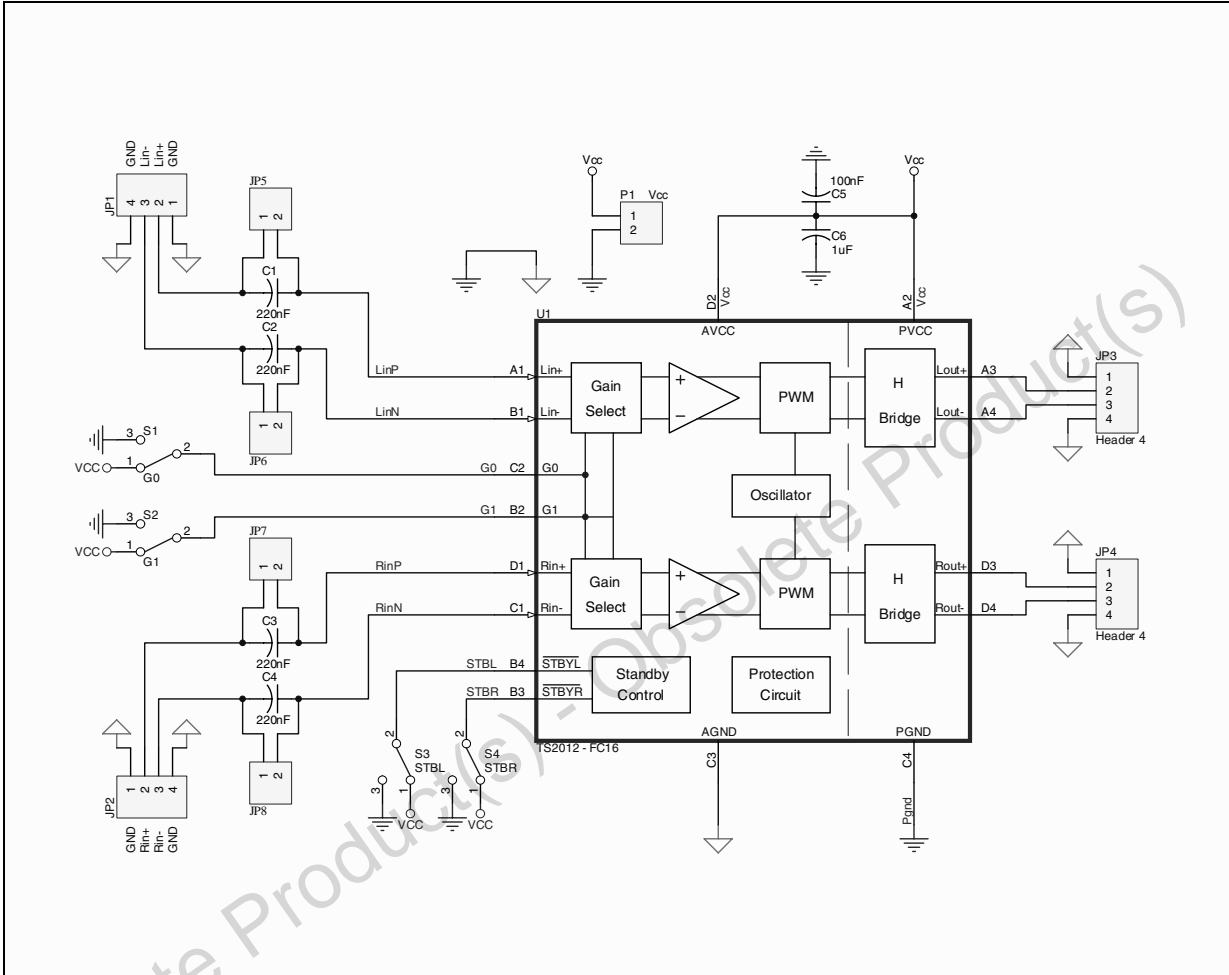 GND
Lin-
Lin+
GND
JP1
4
3
2
1
JP5
1
2
C1
220nF
C2
220nF
JP6
1
2
Vcc
P1 Vcc
1
2
100nF
C5
C6
1uF
Vcc
D2
Vcc
A2
Vcc
U1
AVCC
PVCC
LinP A1 Lin+
LinN B1 Lin-
Gain
Select
+
−
PWM
H
Bridge
Lout+ A3
Lout- A4
JP3
1
2
3
4
Header 4
3 S1
VCC 1 2
G0
G0 C2 G0
Oscillator
3 S2
VCC 1 2
G1
G1 B2 G1
JP7
1
2
C3
220nF
C4
220nF
JP8
1
2
RinP D1 Rin+
RinN C1 Rin-
Gain
Select
+
−
PWM
H
Bridge
Rout+ D3
Rout- D4
JP4
1
2
3
4
Header 4
STBL B4 STBYL
STBR B3 STBYR
Standby
Control
Protection
Circuit
AGND
PGND
TS2012 - FC16
C3
C4
Pgnd
2
S3
STBL
3
1
VCC
2
S4
STBR
3
1
VCC
JP2
1
2
3
4
GND
Rin+
Rin-
GND
te Product(s) - Obsolete Product(s)